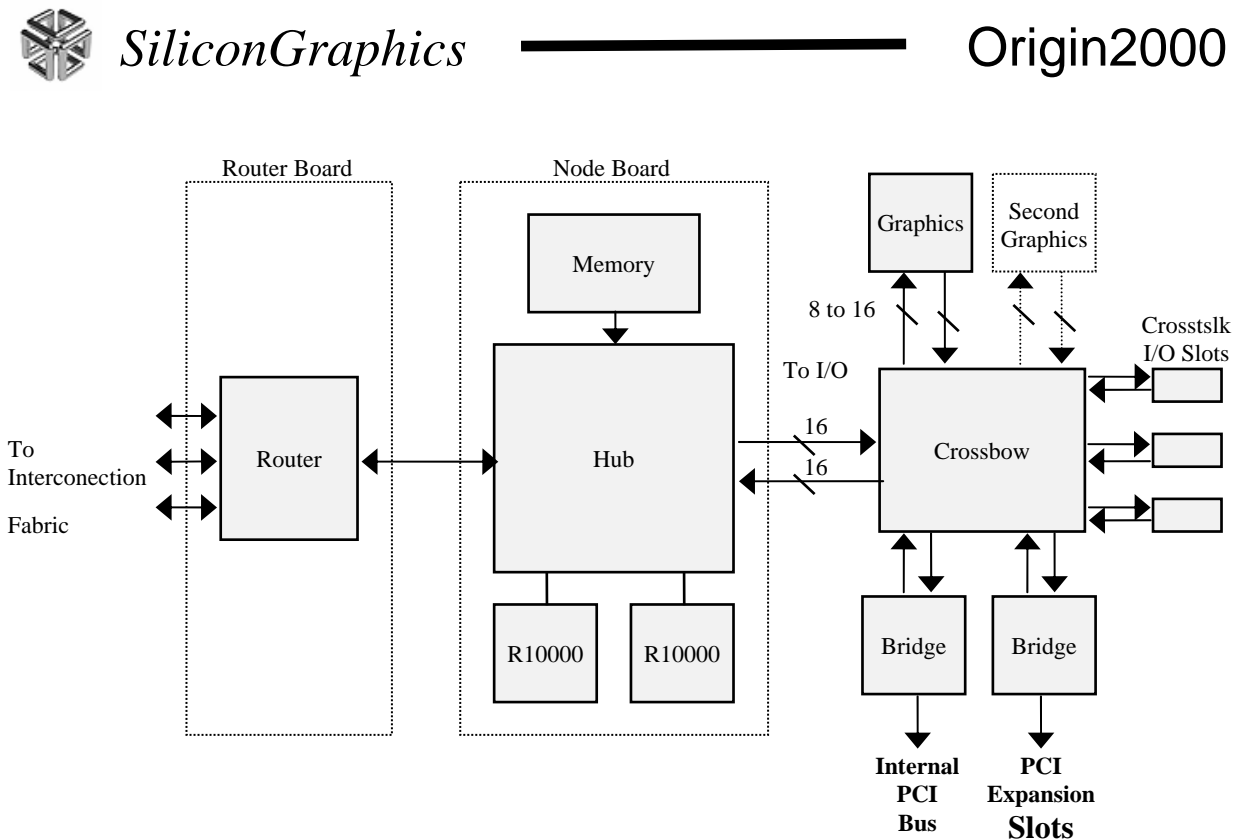 SiliconGraphics
Origin2000
Router Board
Node Board
Graphics
Second
Graphics
Memory
8 to 16
Crosstslk
I/O Slots
To I/O
To
Interconection
Fabric
Router
Hub
16
16
Crossbow
R10000
R10000
Bridge
Bridge
Internal
PCI
Bus
PCI
Expansion
Slots